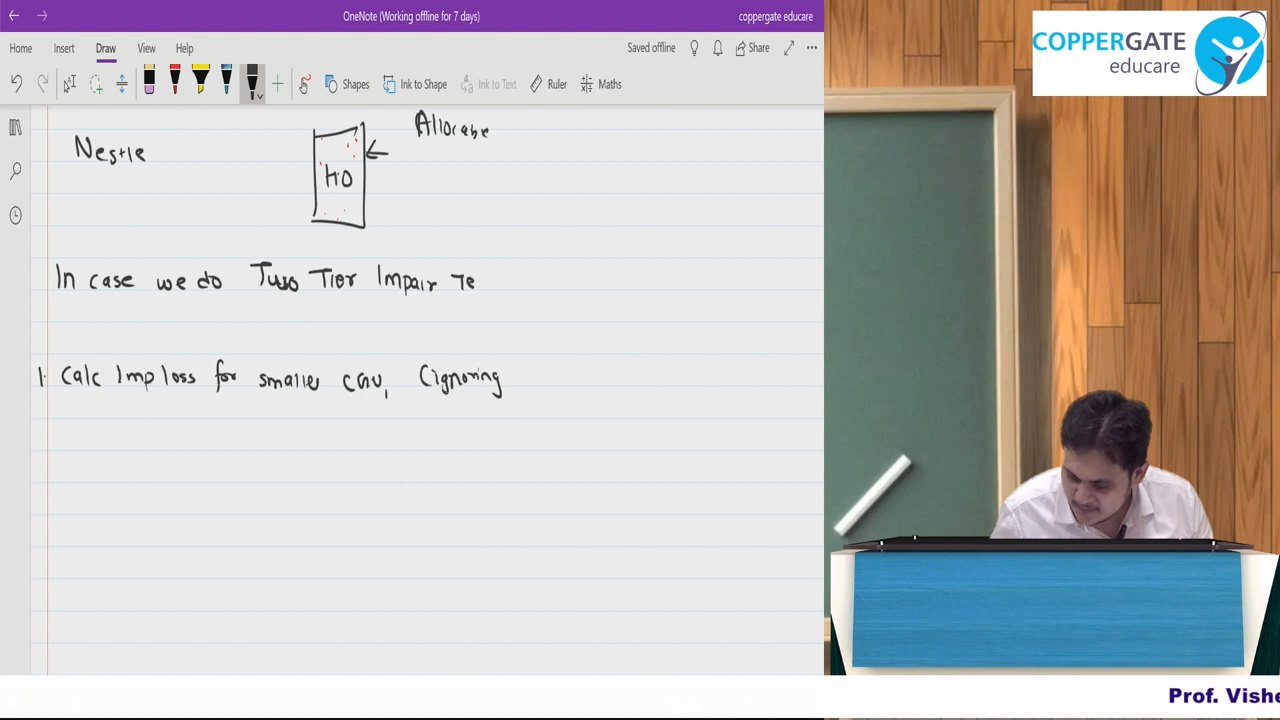 OneNote (Working offline for 7 days)
coppergate educare
Home Insert Draw View Help
Saved offline Share
Shapes Ink to Shape Ink to Text Ruler Maths
COPPERGATE
educare
Allocabe
Nestle
HO
In case we do Two Tier Impair Te
1. Calc Imp loss for smaller CGU, (ignoring
Prof. Vishe